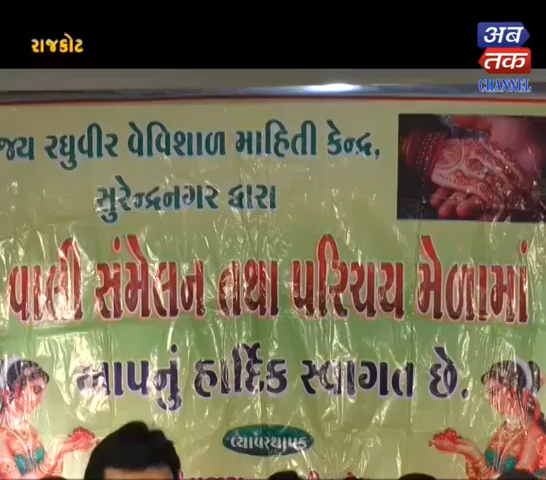 રાજકોટ
અબ
તક
CHANNEL
જય રઘુવીર વેવિશાળ માહિતી કેન્દ્ર,
સુરેન્દ્રનગર દ્વારા
વાલી સંમેલન તથા પરિચય મેળામાં
આપનું હાર્દિક સ્વાગત છે.
વ્યવસ્થાપક